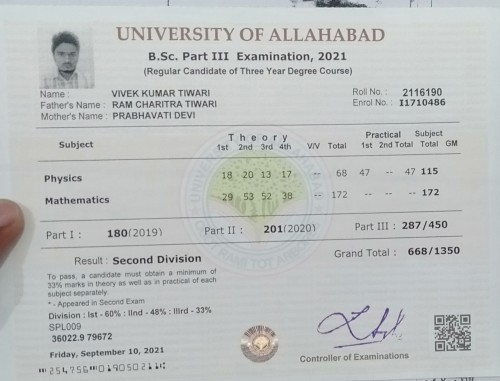 UNIVERSITY OF ALLAHABAD
B.Sc. Part III Examination, 2021
(Regular Candidate of Three Year Degree Course)
Name : VIVEK KUMAR TIWARI Roll No. : 2116190
Father's Name : RAM CHARITRA TIWARI Enrol No. : I1710486
Mother's Name : PRABHAVATI DEVI
Theory Practical Subject
Subject 1st 2nd 3rd 4th V/V Total 1st 2nd Total Total GM
Physics 18 20 13 17 -- 68 47 -- 47 115
Mathematics 29 53 52 38 -- 172 -- 172
Part I : 180(2019) Part II : 201(2020) Part III : 287/450
Result : Second Division Grand Total : 668/1350
To pass, a candidate must obtain a minimum of
33% marks in theory as well as in practical of each
subject separately.
* - Appeared in Second Exam
Division : Ist - 60% : IInd - 48% : IIIrd - 33%
SPL009
36022.9 79672
Friday, September 10, 2021
Controller of Examinations